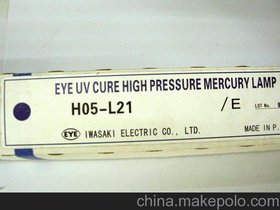 EYE UV CURE HIGH PRESSURE MERCURY LAMP
H05-L21 /E LOT No.
EYE IWASAKI ELECTRIC CO., LTD. MADE IN
china.makepolo.com